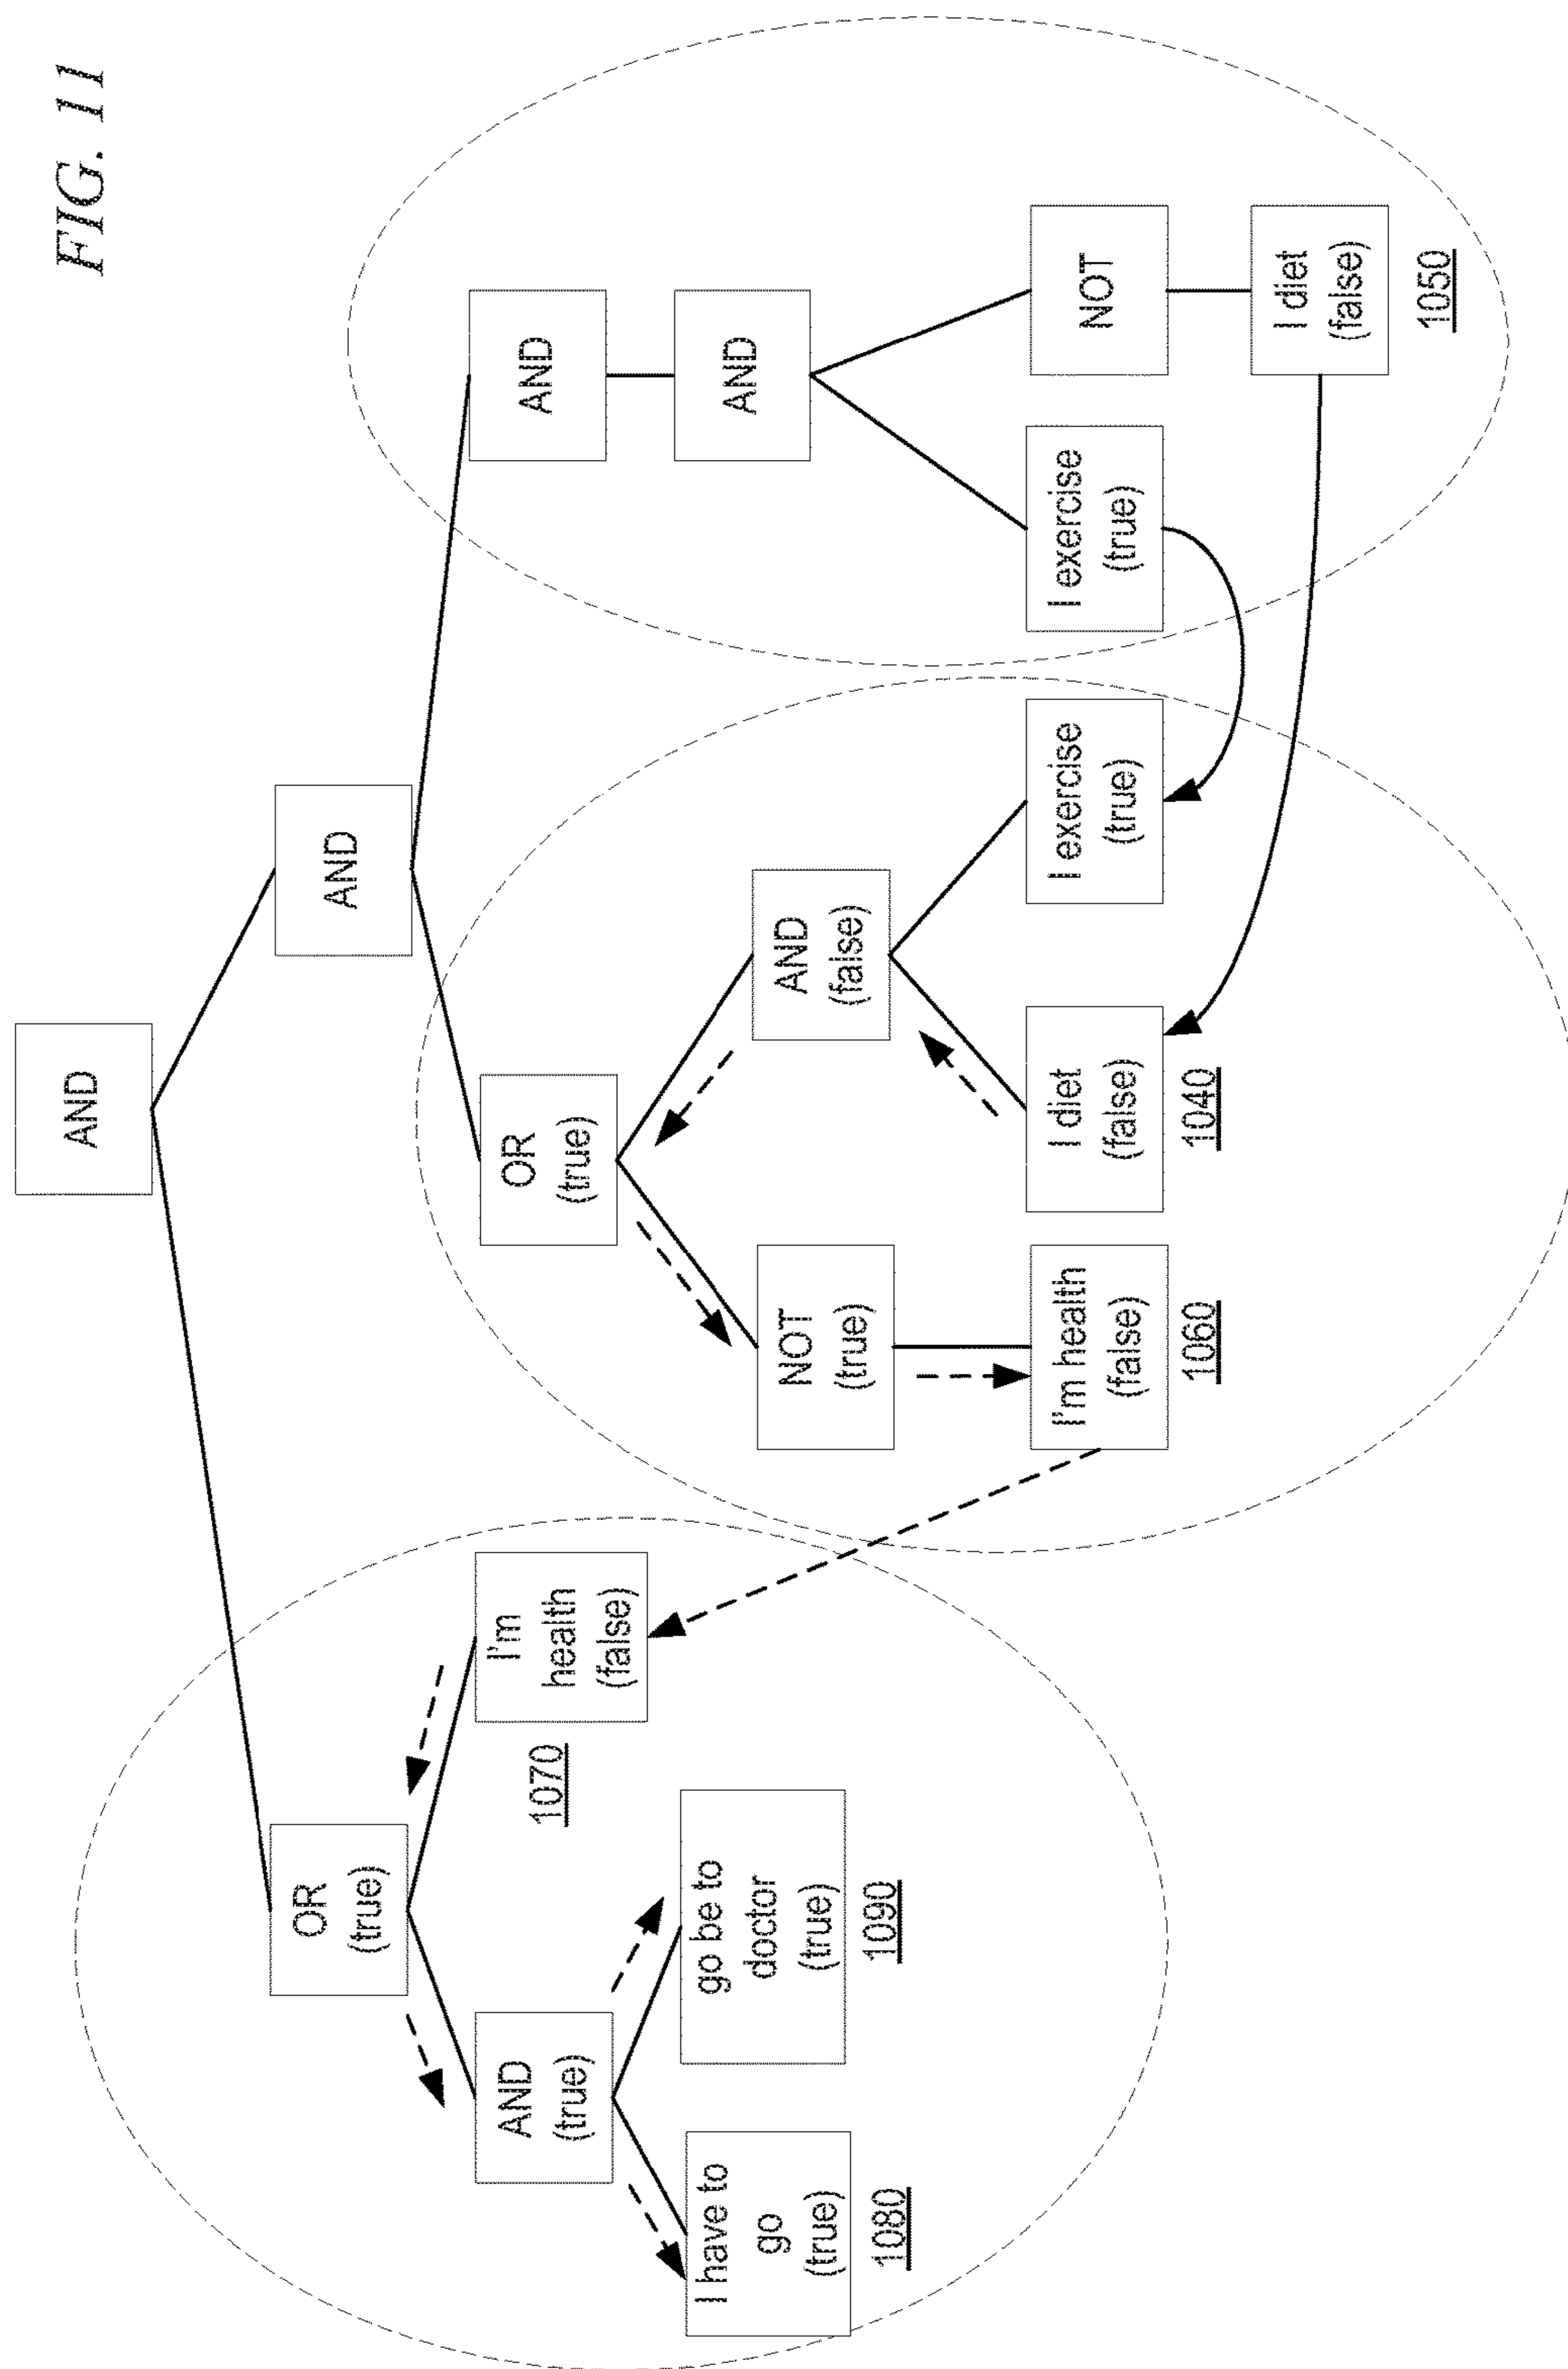 FIG. 11
AND
AND
OR
(true)
AND
(true)
I'm
health
(false)
1070
I have to
go
(true)
1080
go be to
doctor
(true)
1090
OR
(true)
NOT
(true)
AND
(false)
I'm health
(false)
1060
I diet
(false)
1040
I exercise
(true)
AND
AND
I exercise
(true)
NOT
I diet
(false)
1050